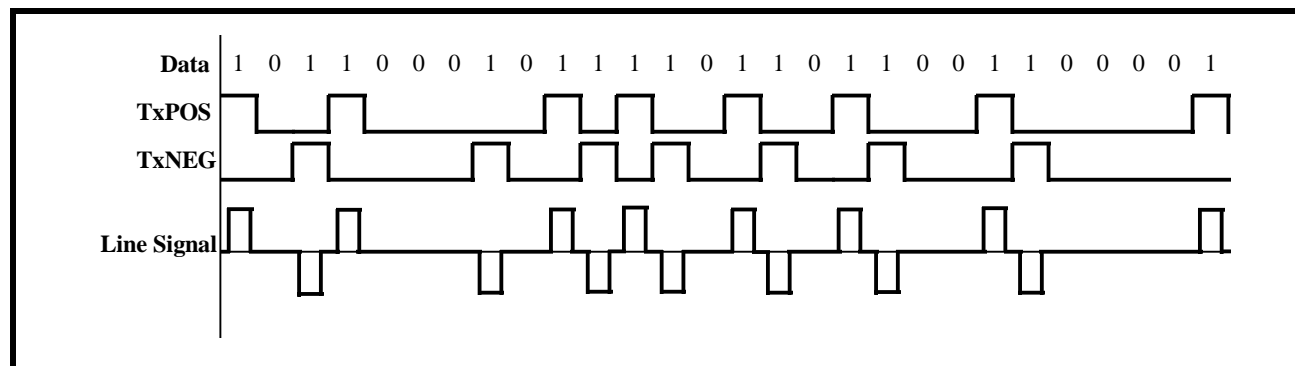 Data 1 0 1 1 0 0 0 1 0 1 1 1 1 0 1 1 0 1 1 0 0 1 1 0 0 0 0 1
TxPOS
TxNEG
Line Signal